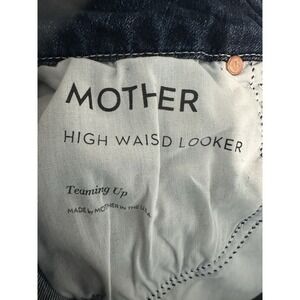 MOTHER
HIGH WAISD LOOKER
Teaming Up
MADE BY MOTHER IN THE U.S.A.